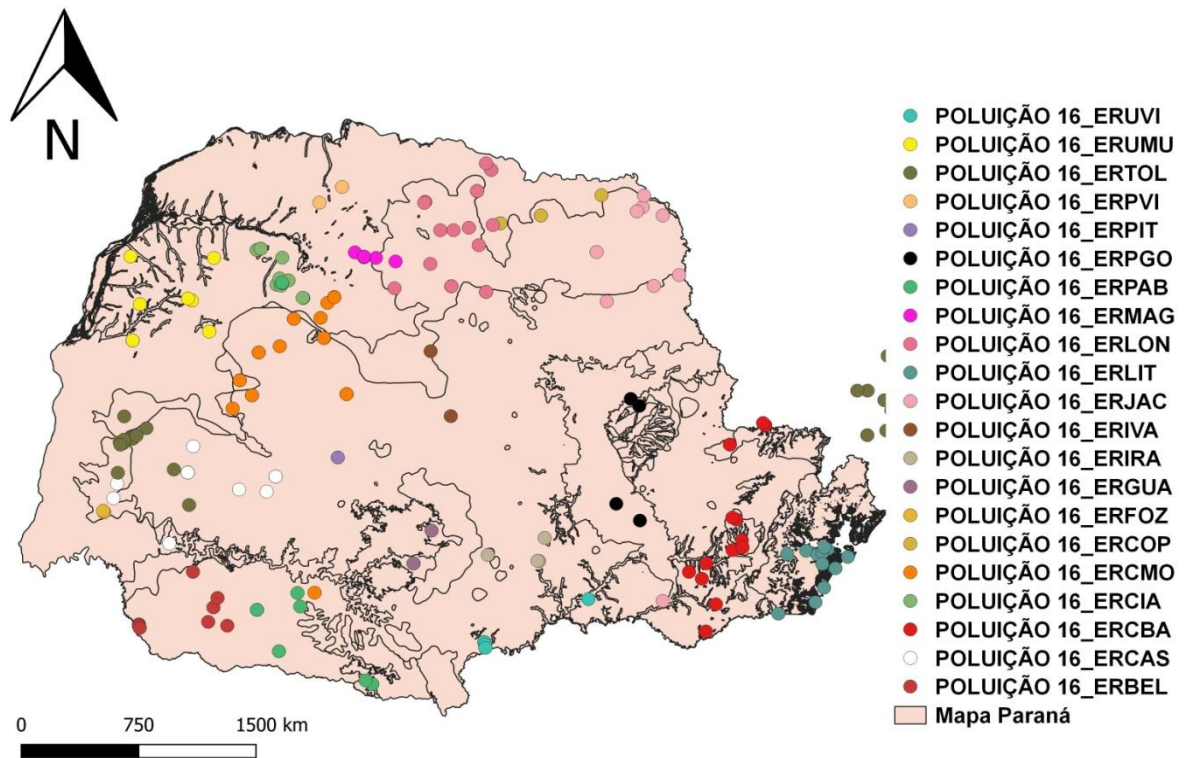 N
POLUIÇÃO 16_ERUVI
POLUIÇÃO 16_ERUMU
POLUIÇÃO 16_ERTOL
POLUIÇÃO 16_ERPVI
POLUIÇÃO 16_ERPIT
POLUIÇÃO 16_ERPGO
POLUIÇÃO 16_ERPAB
POLUIÇÃO 16_ERMAG
POLUIÇÃO 16_ERLON
POLUIÇÃO 16_ERLIT
POLUIÇÃO 16_ERJAC
POLUIÇÃO 16_ERIVA
POLUIÇÃO 16_ERIRA
POLUIÇÃO 16_ERGUA
POLUIÇÃO 16_ERFOZ
POLUIÇÃO 16_ERCOP
POLUIÇÃO 16_ERCMO
POLUIÇÃO 16_ERCIA
POLUIÇÃO 16_ERCBA
POLUIÇÃO 16_ERCAS
POLUIÇÃO 16_ERBEL
Mapa Paraná
0 750 1500 km